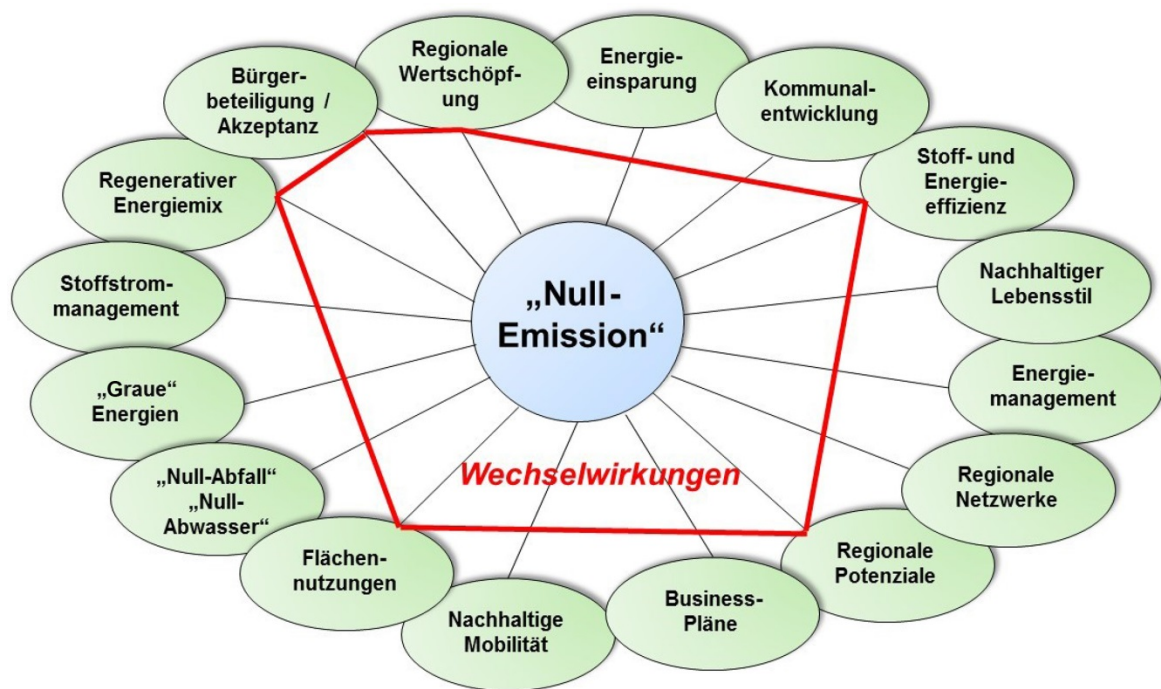 Regionale
Wertschöpf-
ung
Energie-
einsparung
Kommunal-
entwicklung
Stoff- und
Energie-
effizienz
Nachhaltiger
Lebensstil
Energie-
management
Regionale
Netzwerke
Regionale
Potenziale
Business-
Pläne
Nachhaltige
Mobilität
Flächen-
nutzungen
„Null-Abfall“
„Null-
Abwasser“
„Graue“
Energien
Stoffstrom-
management
Regenerativer
Energiemix
Bürger-
beteiligung /
Akzeptanz
„Null-
Emission“
Wechselwirkungen